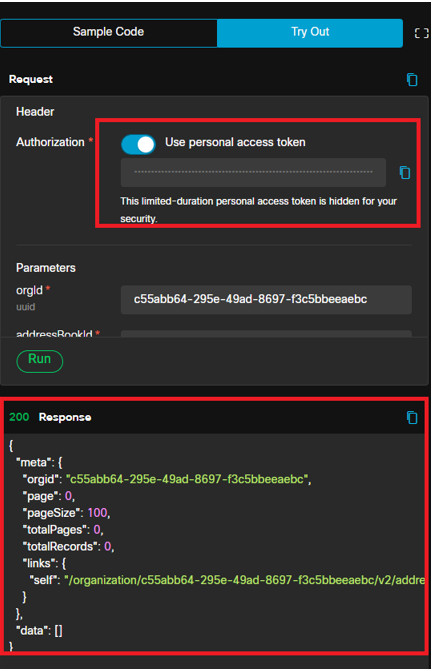 Sample Code
Try Out
Request
Header
Authorization *
Use personal access token
This limited-duration personal access token is hidden for your
security.
Parameters
orgId *
uuid
c55abb64-295e-49ad-8697-f3c5bbeeaebc
addressBookId *
Run
200 Response
{
"meta": {
"orgid": "c55abb64-295e-49ad-8697-f3c5bbeeaebc",
"page": 0,
"pageSize": 100,
"totalPages": 0,
"totalRecords": 0,
"links": {
"self": "/organization/c55abb64-295e-49ad-8697-f3c5bbeeaebc/v2/addre
}
},
"data": []
}